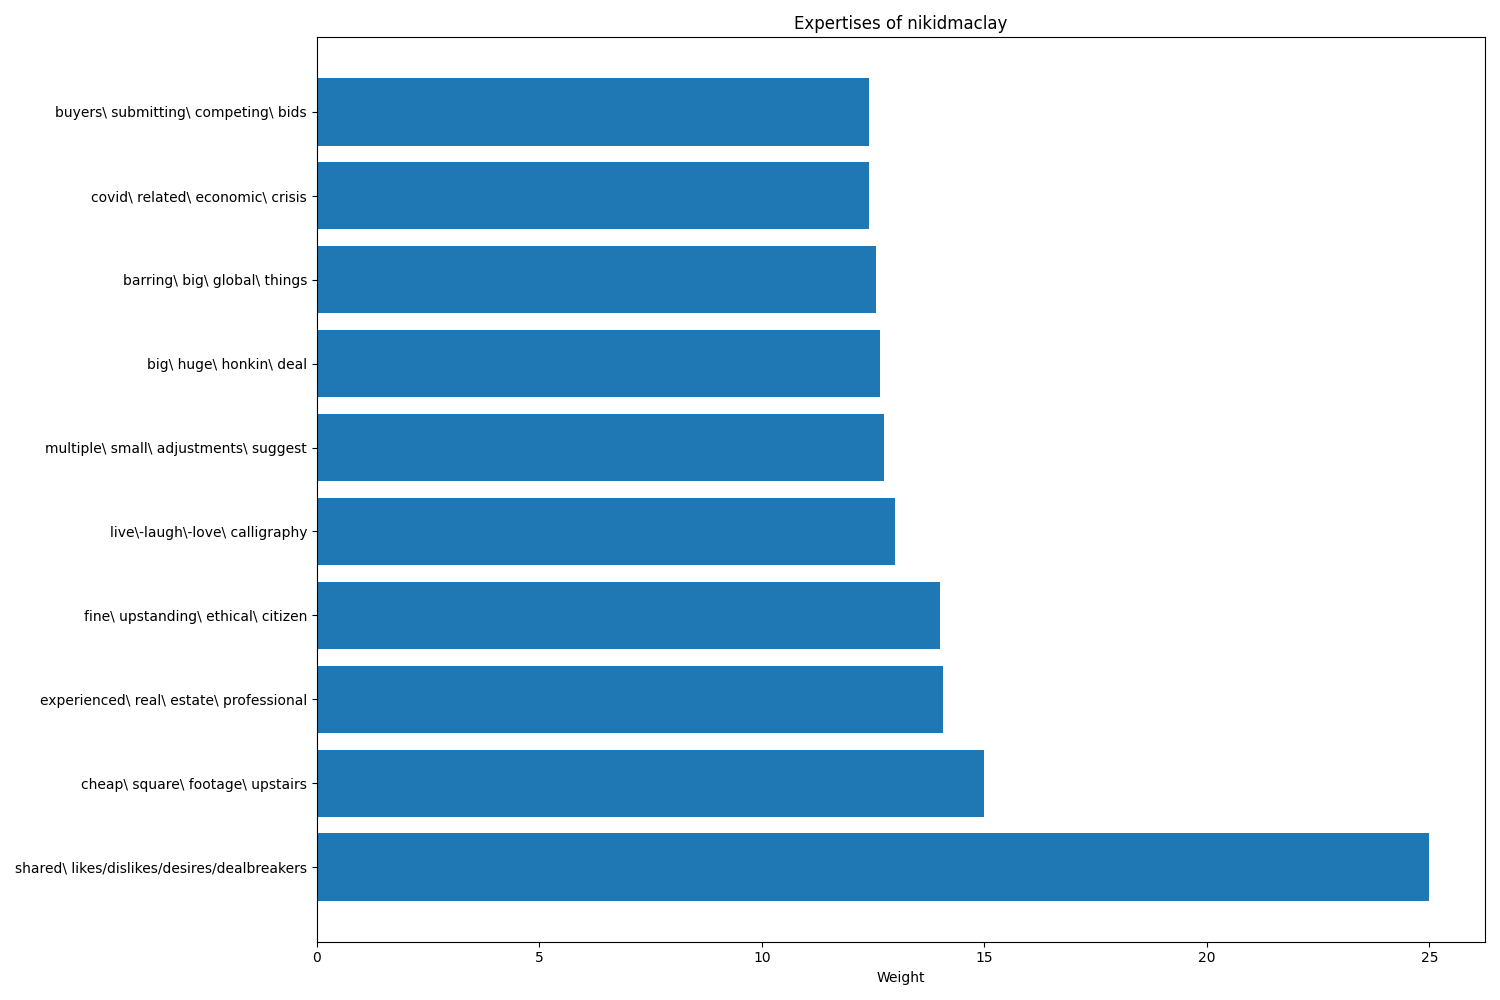 Expertises of nikidmaclay
buyers\ submitting\ competing\ bids
covid\ related\ economic\ crisis
barring\ big\ global\ things
big\ huge\ honkin\ deal
multiple\ small\ adjustments\ suggest
live\-laugh\-love\ calligraphy
fine\ upstanding\ ethical\ citizen
experienced\ real\ estate\ professional
cheap\ square\ footage\ upstairs
shared\ likes/dislikes/desires/dealbreakers
0 5 10 15 20 25
Weight